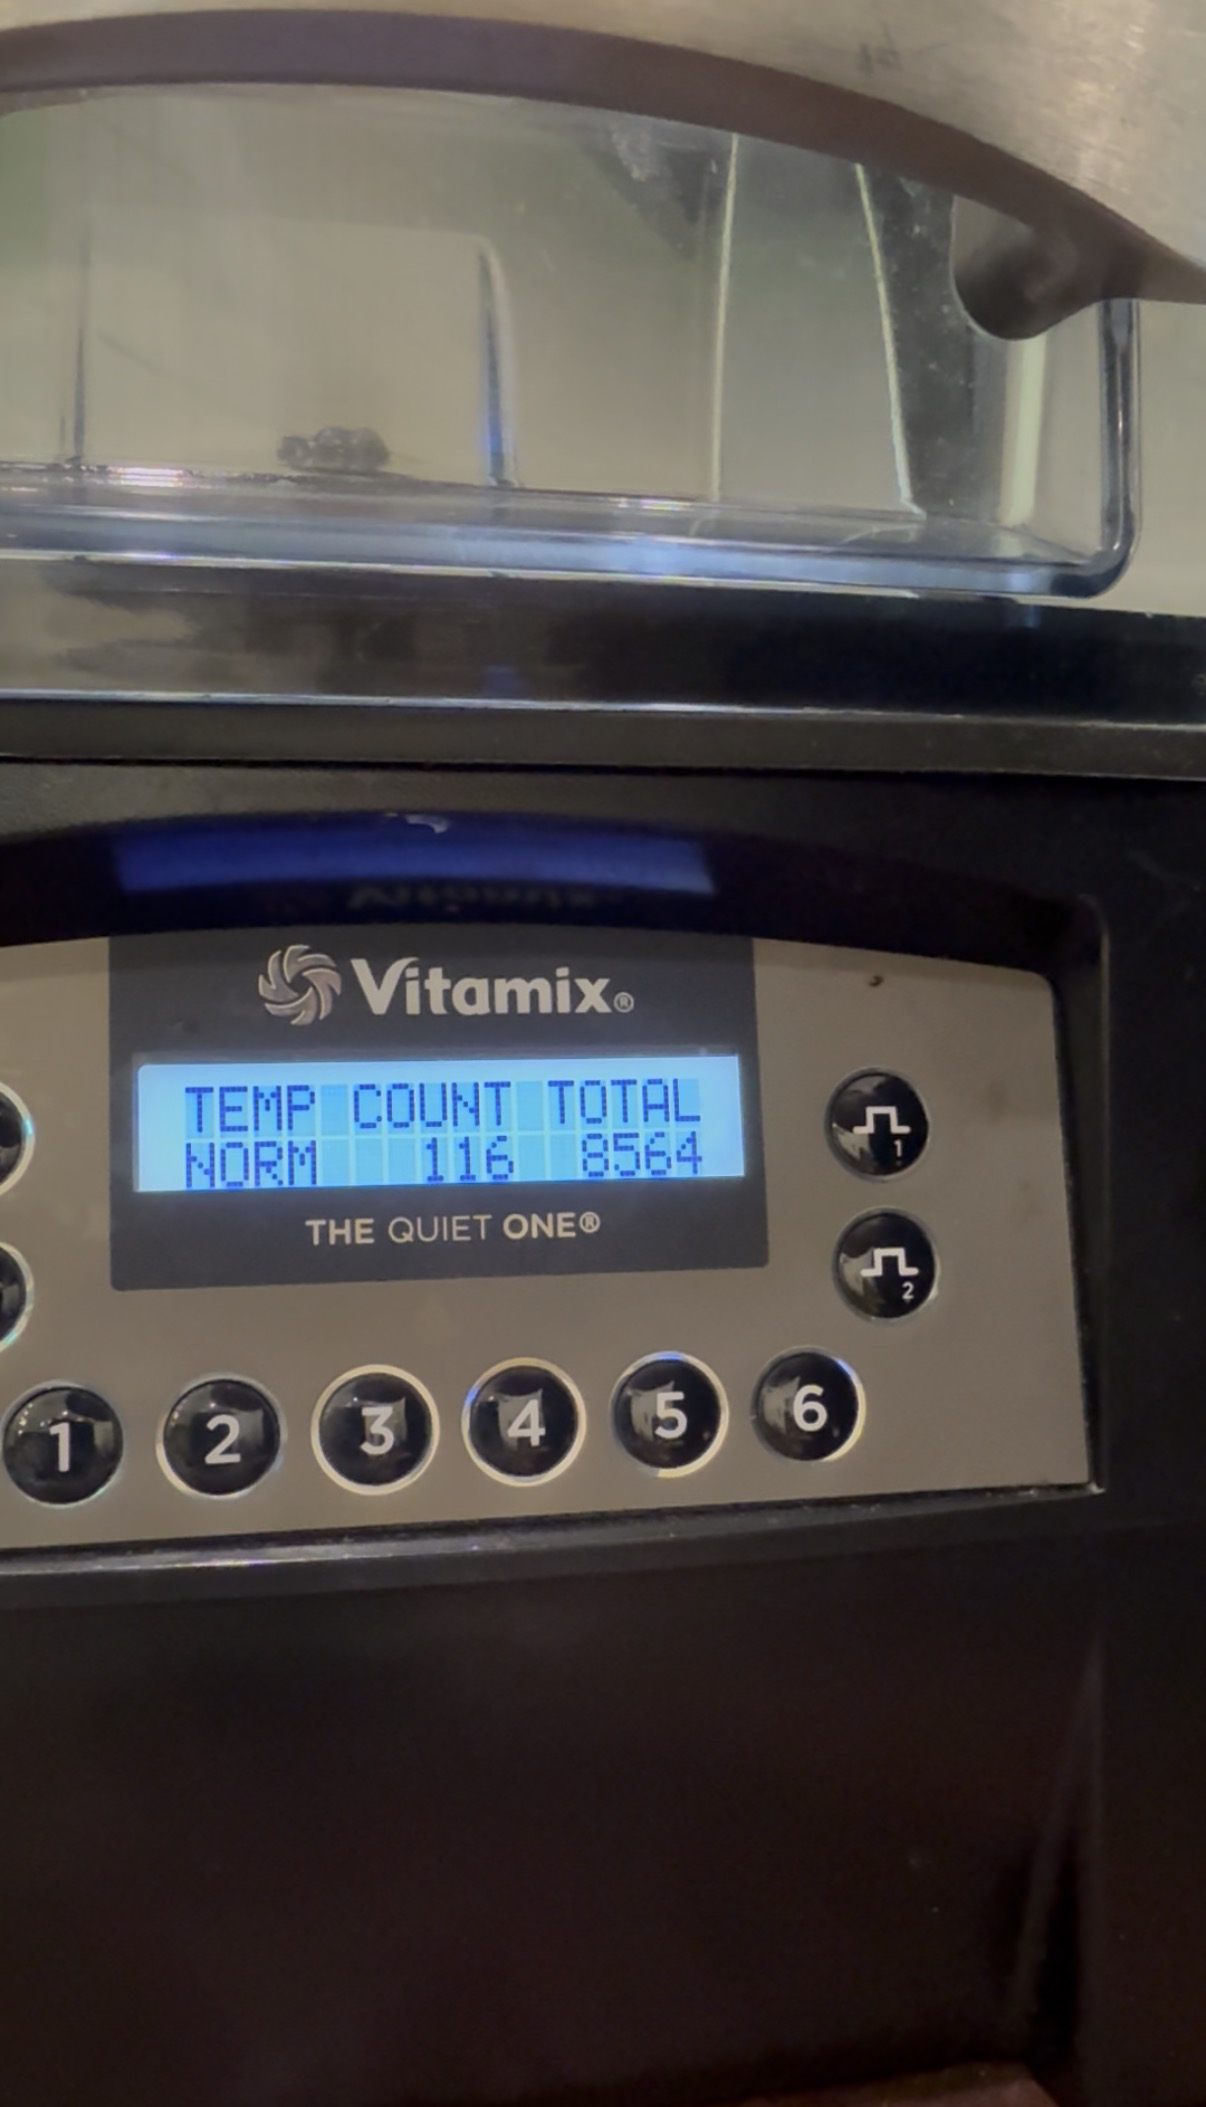 Vitamix®
TEMP COUNT TOTAL
NORM 116 8564
THE QUIET ONE®
1
2
1 2 3 4 5 6